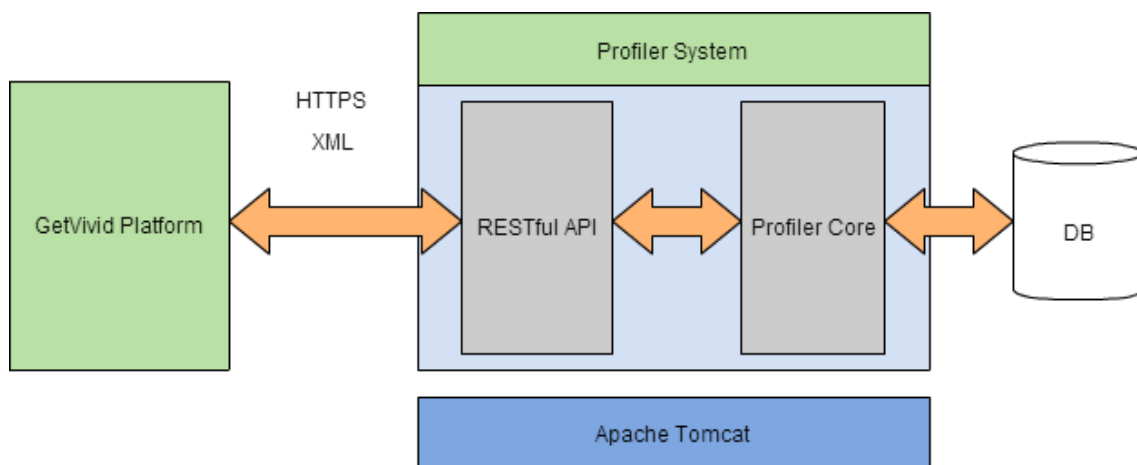 Profiler System
HTTPS
XML
GetVivid Platform
RESTful API
Profiler Core
DB
Apache Tomcat